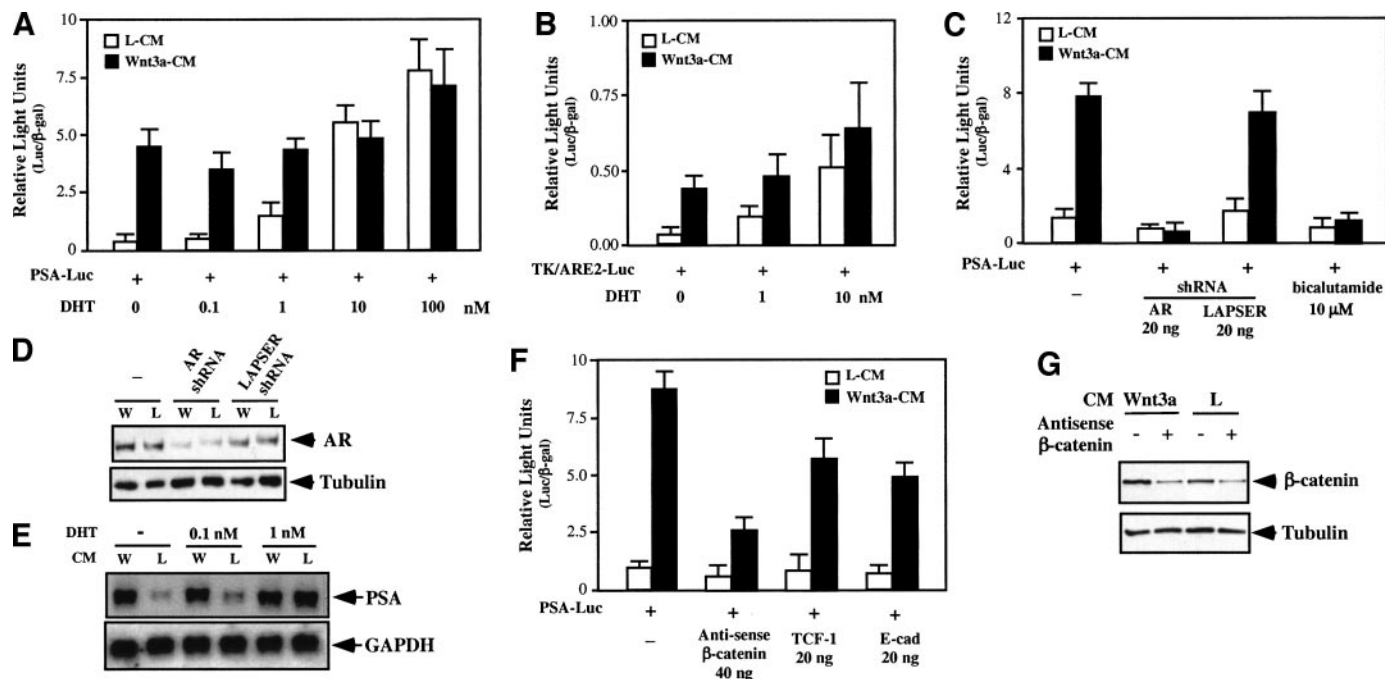 A
Relative Light Units
(Luc/β-gal)
10
7.5
5.0
2.5
0
L-CM
Wnt3a-CM
PSA-Luc + + + + +
DHT 0 0.1 1 10 100 nM
B
Relative Light Units
(Luc/β-gal)
1.00
0.75
0.50
0.25
0.00
L-CM
Wnt3a-CM
TK/ARE2-Luc + + +
DHT 0 1 10 nM
C
Relative Light Units
(Luc/β-gal)
12
8
4
0
L-CM
Wnt3a-CM
PSA-Luc + + + +
– shRNA bicalutamide
AR LAPSER 10 µM
20 ng 20 ng
D
– AR shRNA LAPSER shRNA
W L W L W L
AR
Tubulin
E
DHT - 0.1 nM 1 nM
CM W L W L W L
PSA
GAPDH
F
Relative Light Units
(Luc/β-gal)
10
7.5
5.0
2.5
0
L-CM
Wnt3a-CM
PSA-Luc + + + +
– Anti-sense TCF-1 E-cad
β-catenin 20 ng 20 ng
40 ng
G
CM Wnt3a L
Antisense
β-catenin - + - +
β-catenin
Tubulin